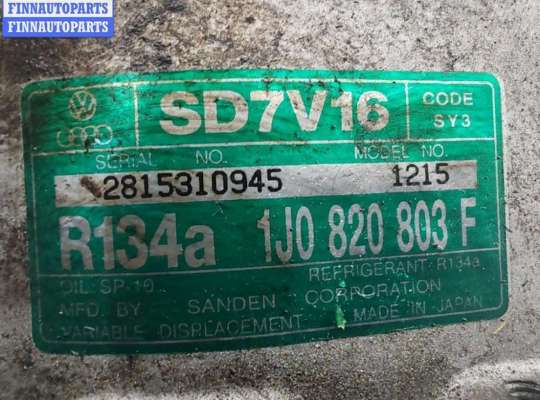 FINNAUTOPARTS
FINNAUTOPARTS
SD7V16
CODE
SY3
SERIAL NO. MODEL NO.
2815310945 1215
R134a 1J0 820 803 F
OIL SP-10 REFRIGERANT R134a
MFD. BY SANDEN CORPORATION
VARIABLE DISPLACEMENT MADE IN JAPAN